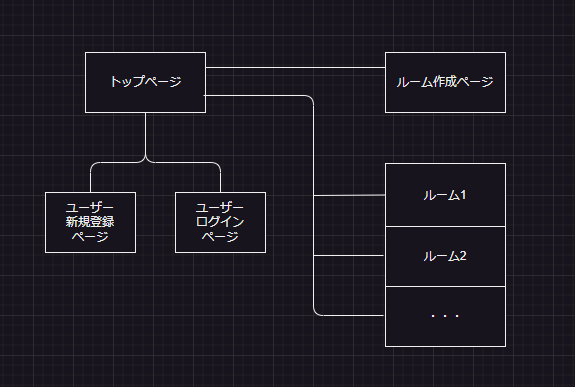 トップページ
ルーム作成ページ
ユーザー
新規登録
ページ
ユーザー
ログイン
ページ
ルーム1
ルーム2
・・・